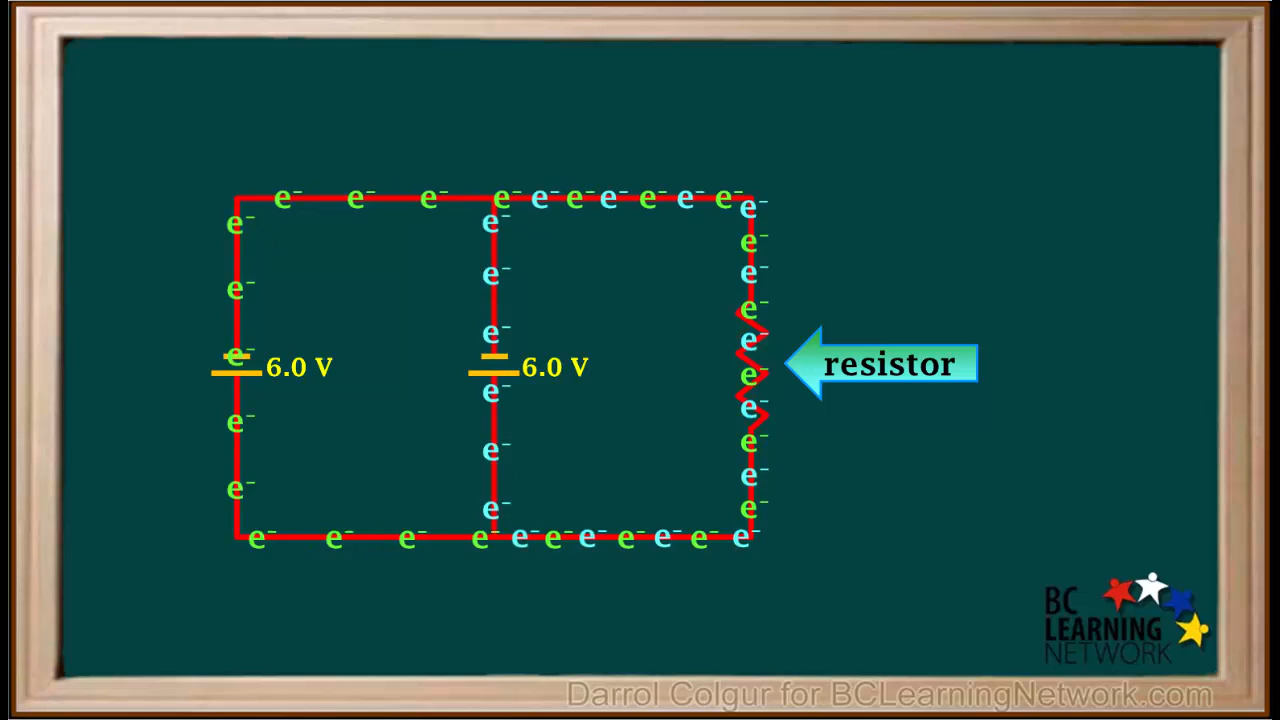 e⁻ e⁻ e⁻ e⁻ e⁻ e⁻ e⁻ e⁻ e⁻ e⁻
e⁻
e⁻ e⁻
e⁻
e⁻ e⁻
e⁻
e⁻
e⁻ e⁻
e⁻
6.0 V 6.0 V resistor
e⁻
e⁻ e⁻
e⁻
e⁻
e⁻
e⁻
e⁻
e⁻ e⁻
e⁻ e⁻ e⁻ e⁻ e⁻ e⁻ e⁻ e⁻ e⁻ e⁻ e⁻
BC
LEARNING
NETWORK
Darrol Colgur for BCLearningNetwork.com